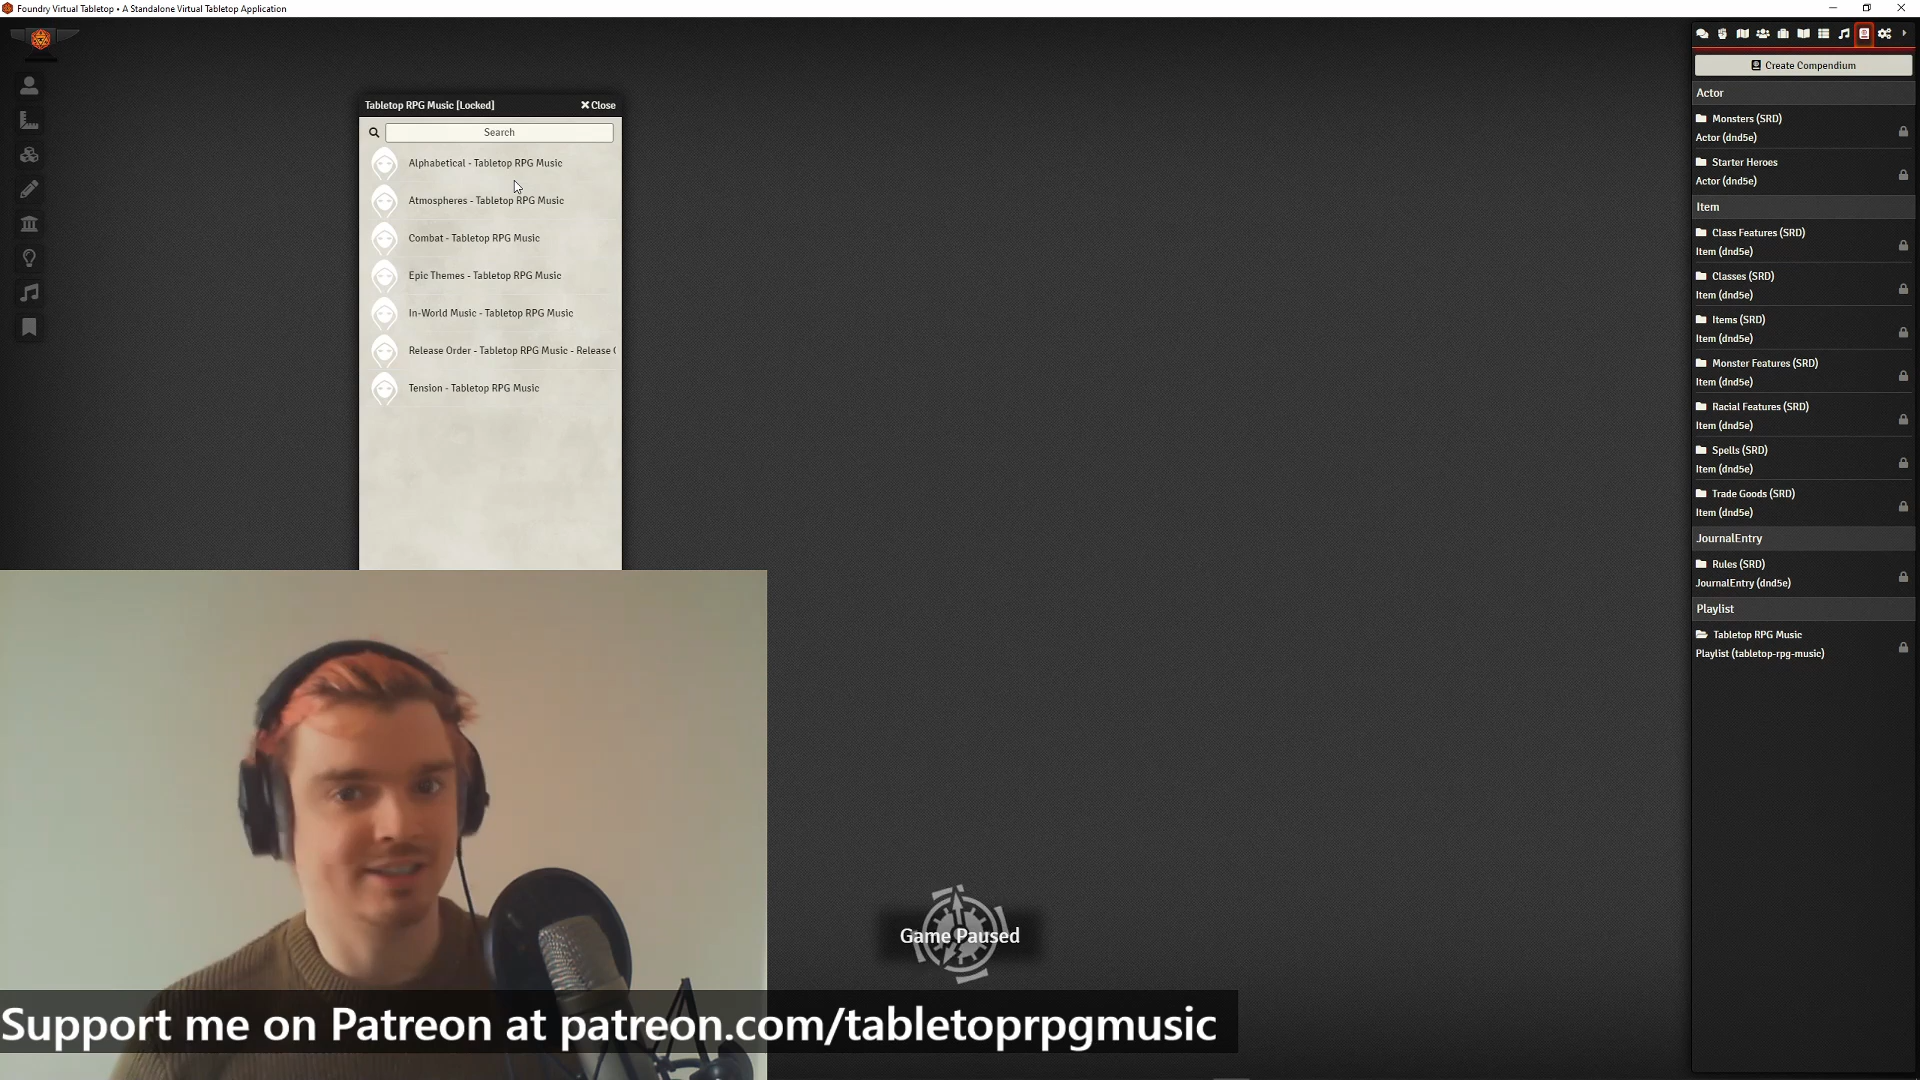 Foundry Virtual Tabletop • A Standalone Virtual Tabletop Application
Tabletop RPG Music [Locked]
Close
Search
Alphabetical - Tabletop RPG Music
Atmospheres - Tabletop RPG Music
Combat - Tabletop RPG Music
Epic Themes - Tabletop RPG Music
In-World Music - Tabletop RPG Music
Release Order - Tabletop RPG Music - Release
Tension - Tabletop RPG Music
Create Compendium
Actor
Monsters (SRD)
Actor (dnd5e)
Starter Heroes
Actor (dnd5e)
Item
Class Features (SRD)
Item (dnd5e)
Classes (SRD)
Item (dnd5e)
Items (SRD)
Item (dnd5e)
Monster Features (SRD)
Item (dnd5e)
Racial Features (SRD)
Item (dnd5e)
Spells (SRD)
Item (dnd5e)
Trade Goods (SRD)
Item (dnd5e)
JournalEntry
Rules (SRD)
JournalEntry (dnd5e)
Playlist
Tabletop RPG Music
Playlist (tabletop-rpg-music)
Game Paused
Support me on Patreon at patreon.com/tabletoprpgmusic